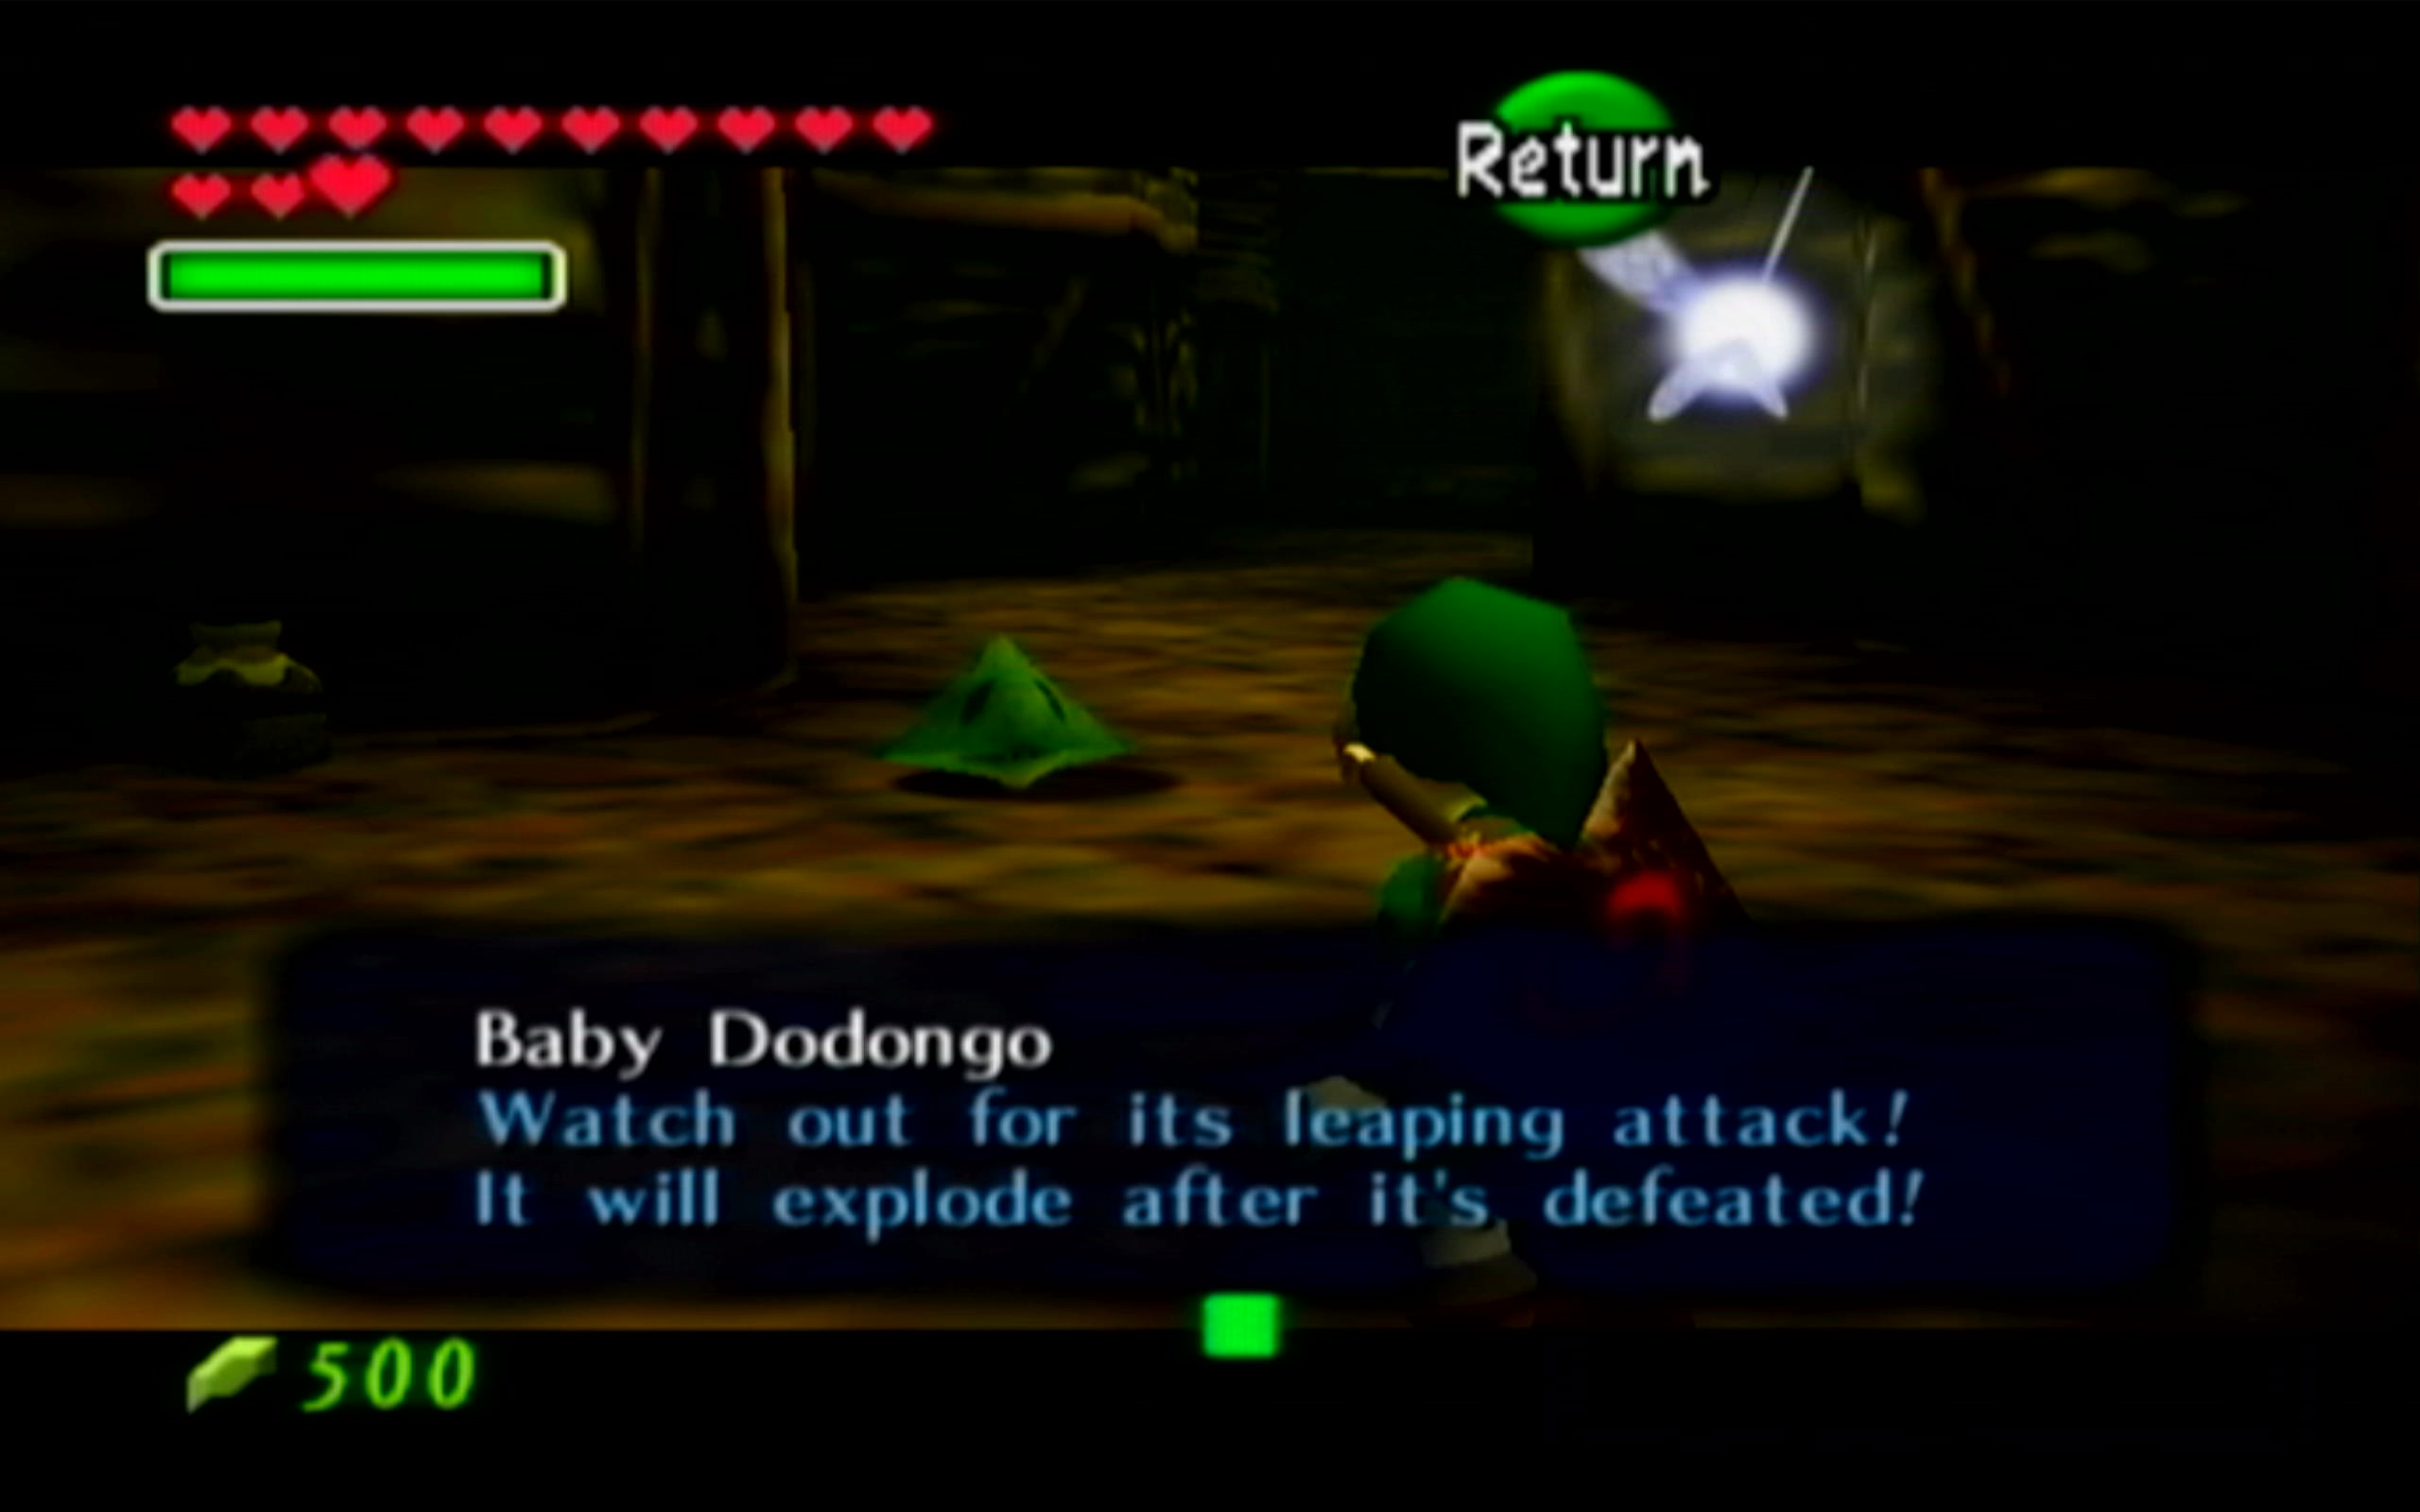 Return
Baby Dodongo
Watch out for its leaping attack!
It will explode after it's defeated!
500